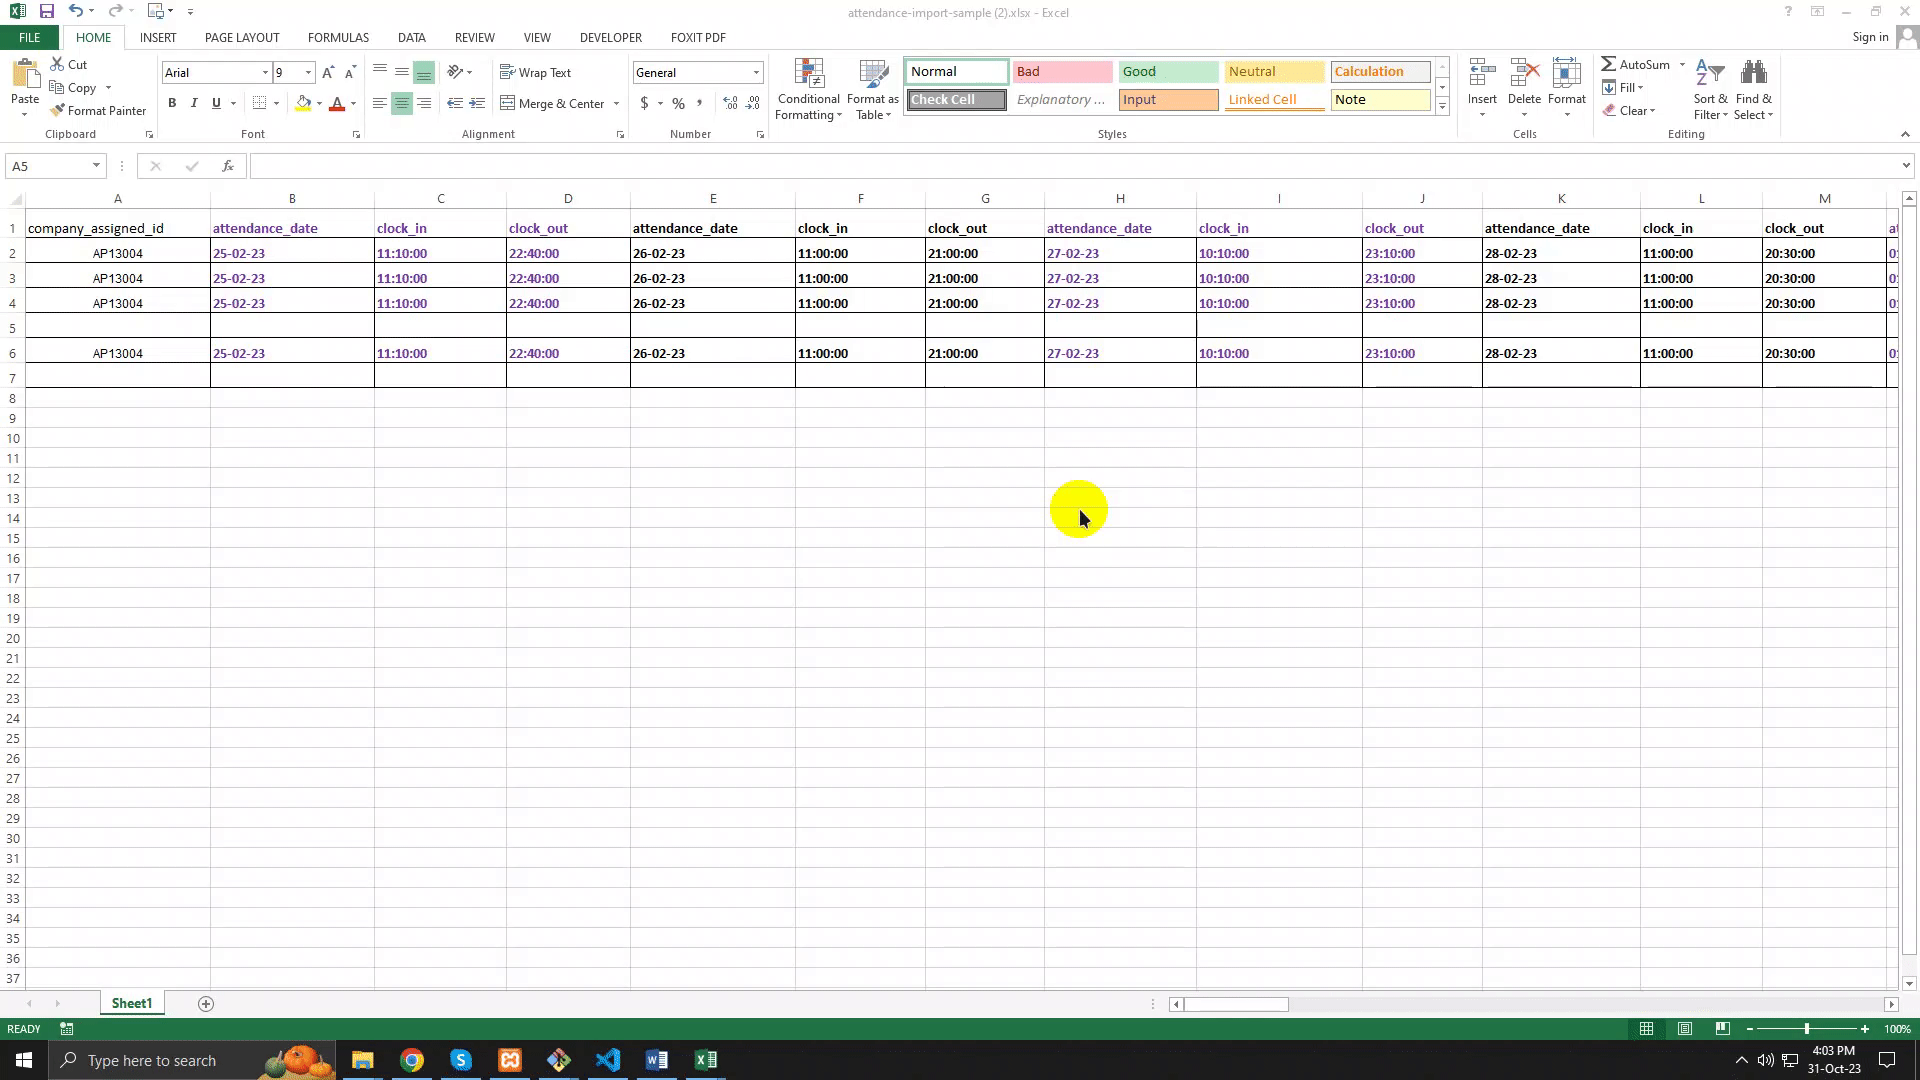 attendance-import-sample (2).xlsx - Excel
FILE HOME INSERT PAGE LAYOUT FORMULAS DATA REVIEW VIEW DEVELOPER FOXIT PDF Sign in
Paste Cut Copy Format Painter Clipboard
Arial 9 B I U Font
Wrap Text Merge & Center Alignment
General $ % Number
Conditional Formatting Format as Table
Normal Bad Good Neutral Calculation
Check Cell Explanatory ... Input Linked Cell Note
Styles
Insert Delete Format Cells
AutoSum Fill Clear Sort & Filter Find & Select Editing
A5 fx
A B C D E F G H I J K L M
1 company_assigned_id attendance_date clock_in clock_out attendance_date clock_in clock_out attendance_date clock_in clock_out attendance_date clock_in clock_out
2 AP13004 25-02-23 11:10:00 22:40:00 26-02-23 11:00:00 21:00:00 27-02-23 10:10:00 23:10:00 28-02-23 11:00:00 20:30:00
3 AP13004 25-02-23 11:10:00 22:40:00 26-02-23 11:00:00 21:00:00 27-02-23 10:10:00 23:10:00 28-02-23 11:00:00 20:30:00
4 AP13004 25-02-23 11:10:00 22:40:00 26-02-23 11:00:00 21:00:00 27-02-23 10:10:00 23:10:00 28-02-23 11:00:00 20:30:00
5
6 AP13004 25-02-23 11:10:00 22:40:00 26-02-23 11:00:00 21:00:00 27-02-23 10:10:00 23:10:00 28-02-23 11:00:00 20:30:00
7
8
9
10
11
12
13
14
15
16
17
18
19
20
21
22
23
24
25
26
27
28
29
30
31
32
33
34
35
36
37
Sheet1
READY 100%
Type here to search
4:03 PM
31-Oct-23